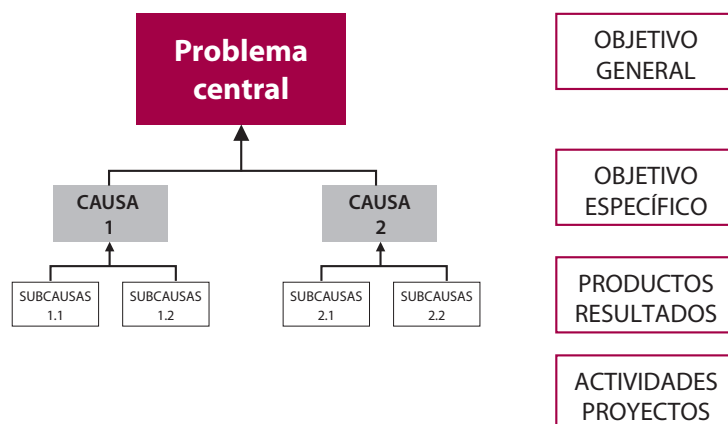 Problema
central
OBJETIVO
GENERAL
CAUSA
1
CAUSA
2
OBJETIVO
ESPECÍFICO
SUBCAUSAS
1.1
SUBCAUSAS
1.2
SUBCAUSAS
2.1
SUBCAUSAS
2.2
PRODUCTOS
RESULTADOS
ACTIVIDADES
PROYECTOS